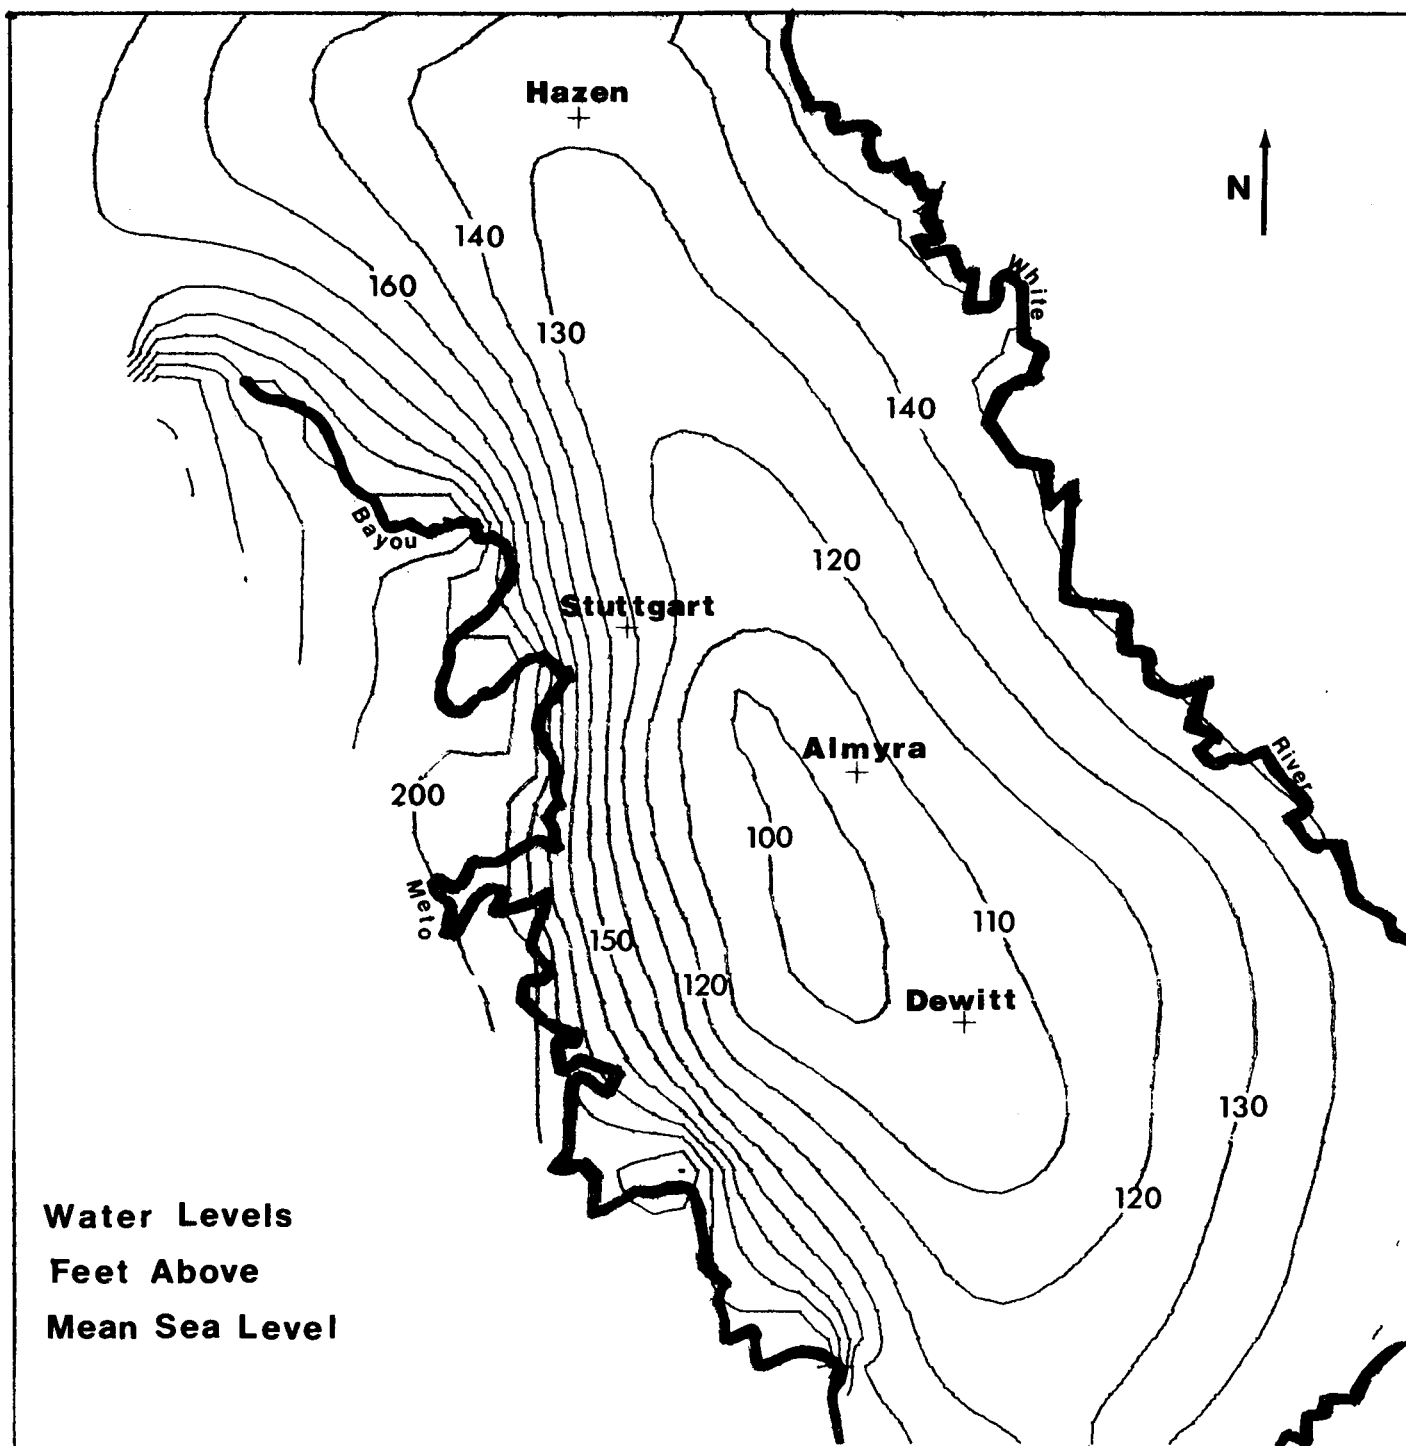 Hazen
N
140
160
White
130
140
Bayou
120
Stuttgart
Almyra
River
200
100
Meto
110
150
120
Dewitt
130
120
Water Levels
Feet Above
Mean Sea Level